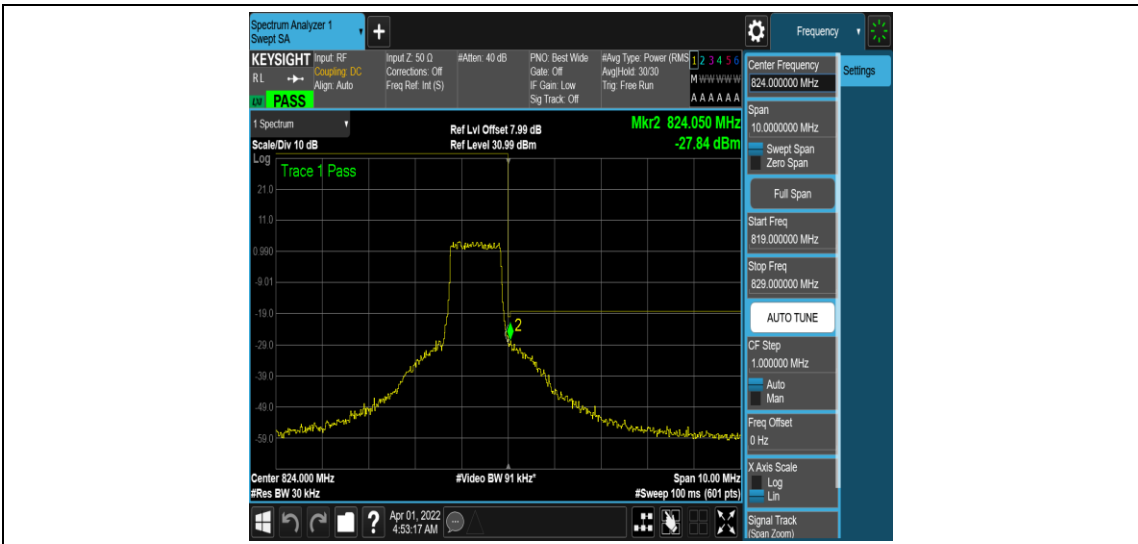 Spectrum Analyzer 1
Swept SA
+
Frequency
KEYSIGHT
RL
LXI PASS
Input: RF
Coupling: DC
Align: Auto
Input Z: 50 Ω
Corrections: Off
Freq Ref: Int (S)
#Atten: 40 dB
PNO: Best Wide
Gate: Off
IF Gain: Low
Sig Track: Off
#Avg Type: Power (RMS
Avg|Hold: 30/30
Trig: Free Run
1 2 3 4 5 6
M W W W W W
A A A A A A
1 Spectrum
Scale/Div 10 dB
Ref Lvl Offset 7.99 dB
Ref Level 30.99 dBm
Mkr2 824.050 MHz
-27.84 dBm
Log
Trace 1 Pass
21.0
11.0
0.990
-9.01
-19.0
-29.0
-39.0
-49.0
-59.0
2
Center 824.000 MHz
#Res BW 30 kHz
#Video BW 91 kHz*
Span 10.00 MHz
#Sweep 100 ms (601 pts)
Center Frequency
824.000000 MHz
Settings
Span
10.0000000 MHz
Swept Span
Zero Span
Full Span
Start Freq
819.000000 MHz
Stop Freq
829.000000 MHz
AUTO TUNE
CF Step
1.000000 MHz
Auto
Man
Freq Offset
0 Hz
X Axis Scale
Log
Lin
Signal Track
(Span Zoom)
?
Apr 01, 2022
4:53:17 AM